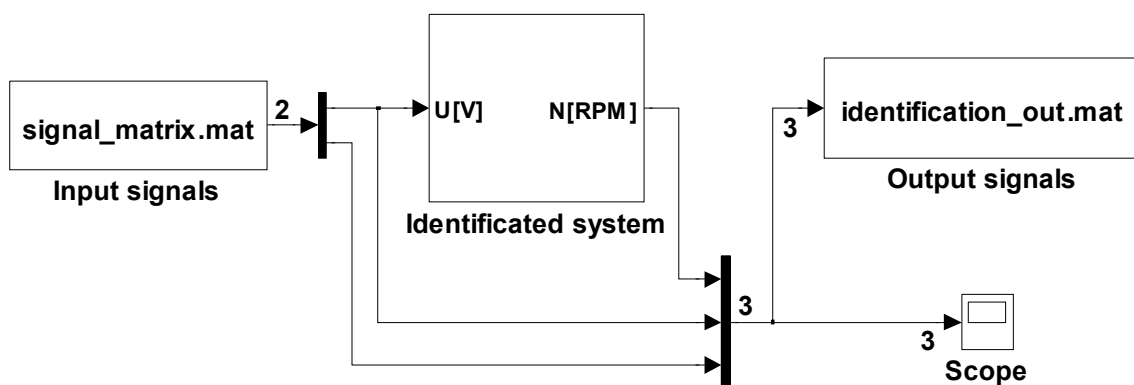 signal_matrix.mat
2
Input signals
U[V]
N[RPM]
Identificated system
3
identification_out.mat
Output signals
3
3
Scope